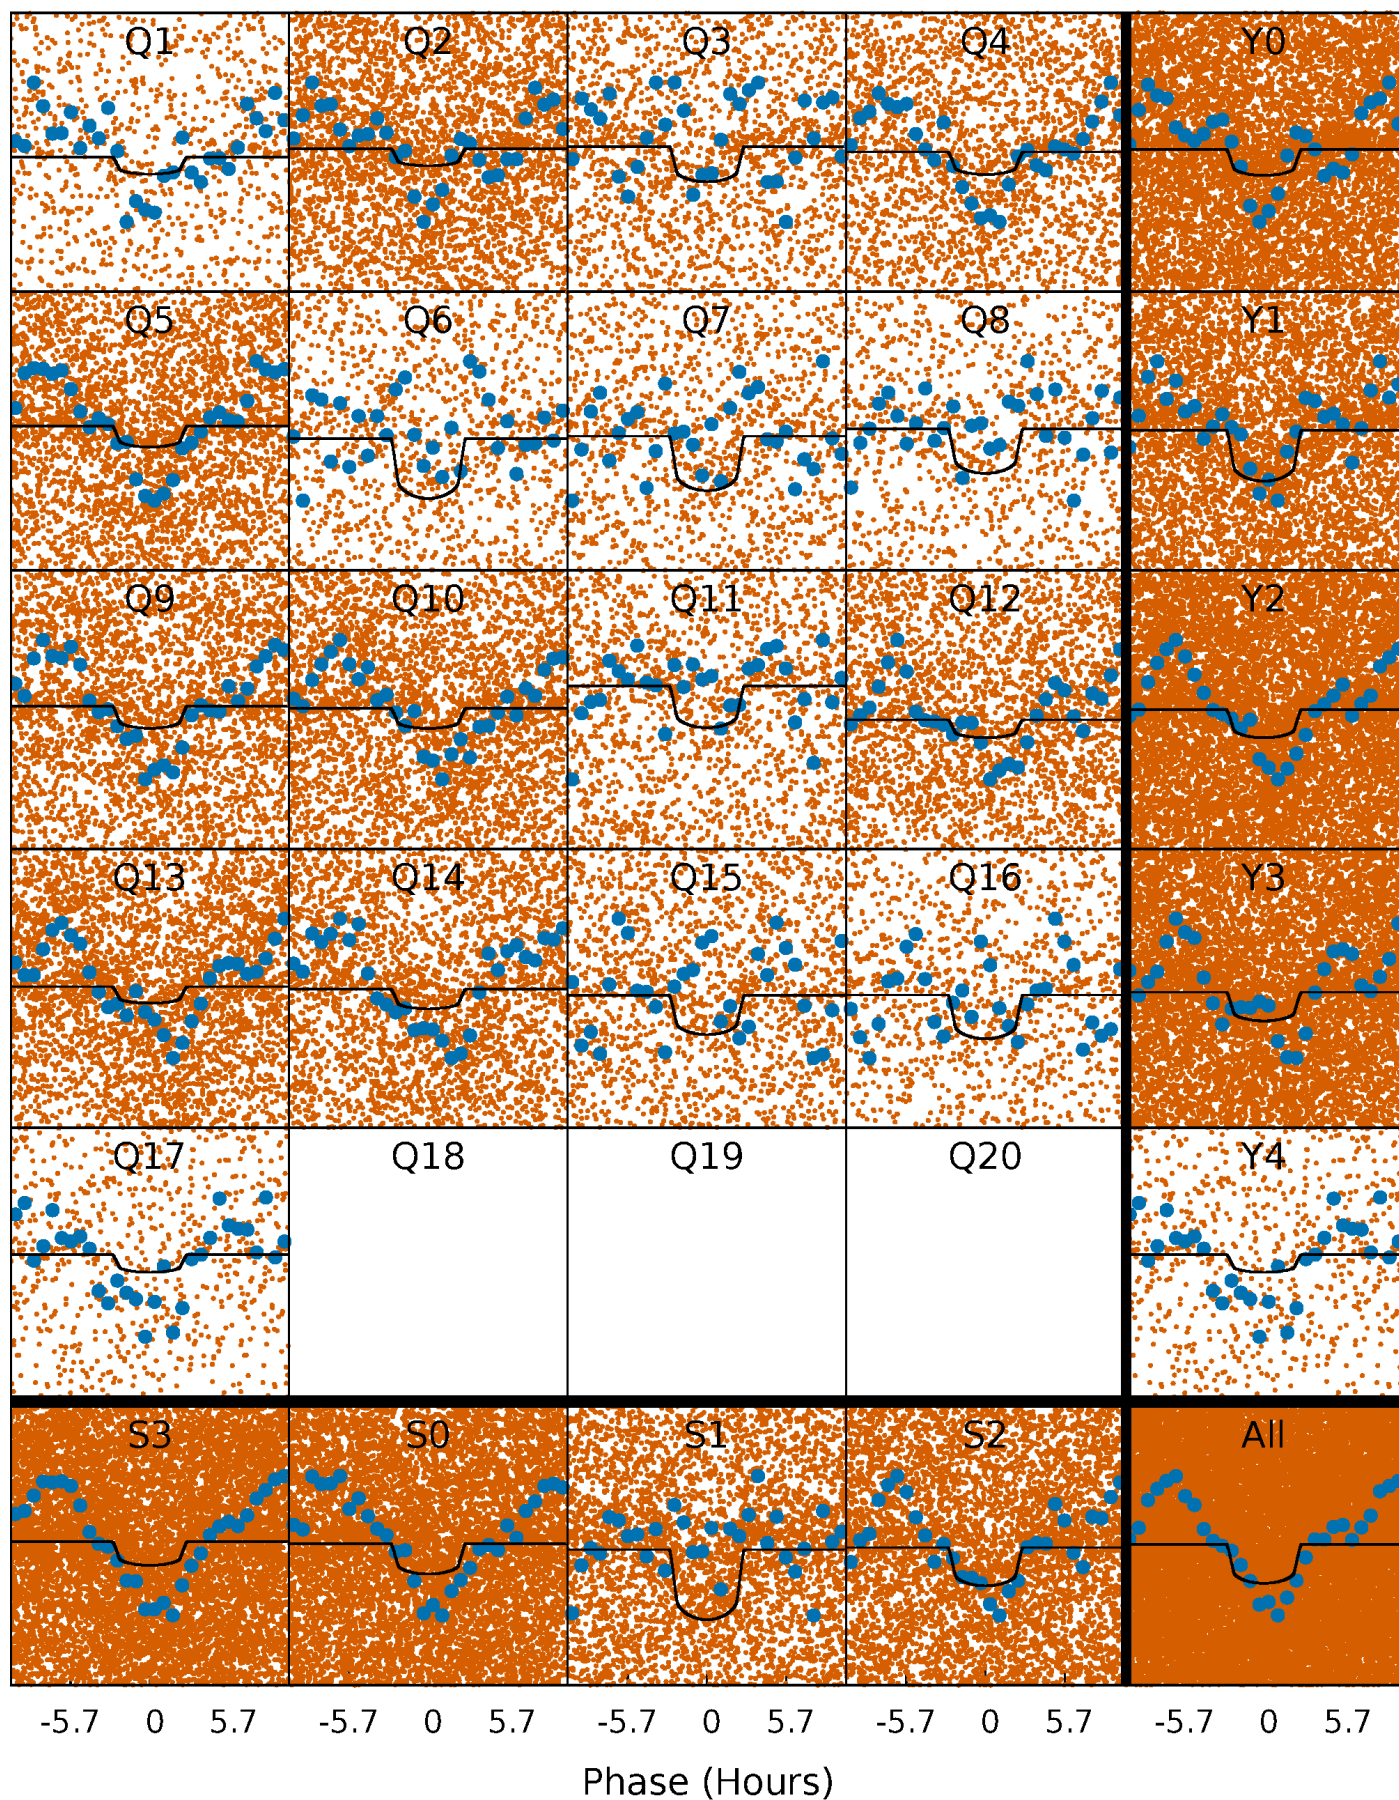 Q1 Q2 Q3 Q4 Y0
Q5 Q6 Q7 Q8 Y1
Q9 Q10 Q11 Q12 Y2
Q13 Q14 Q15 Q16 Y3
Q17 Q18 Q19 Q20 Y4
S3 S0 S1 S2 All
-5.7 0 5.7 -5.7 0 5.7 -5.7 0 5.7 -5.7 0 5.7 -5.7 0 5.7
Phase (Hours)